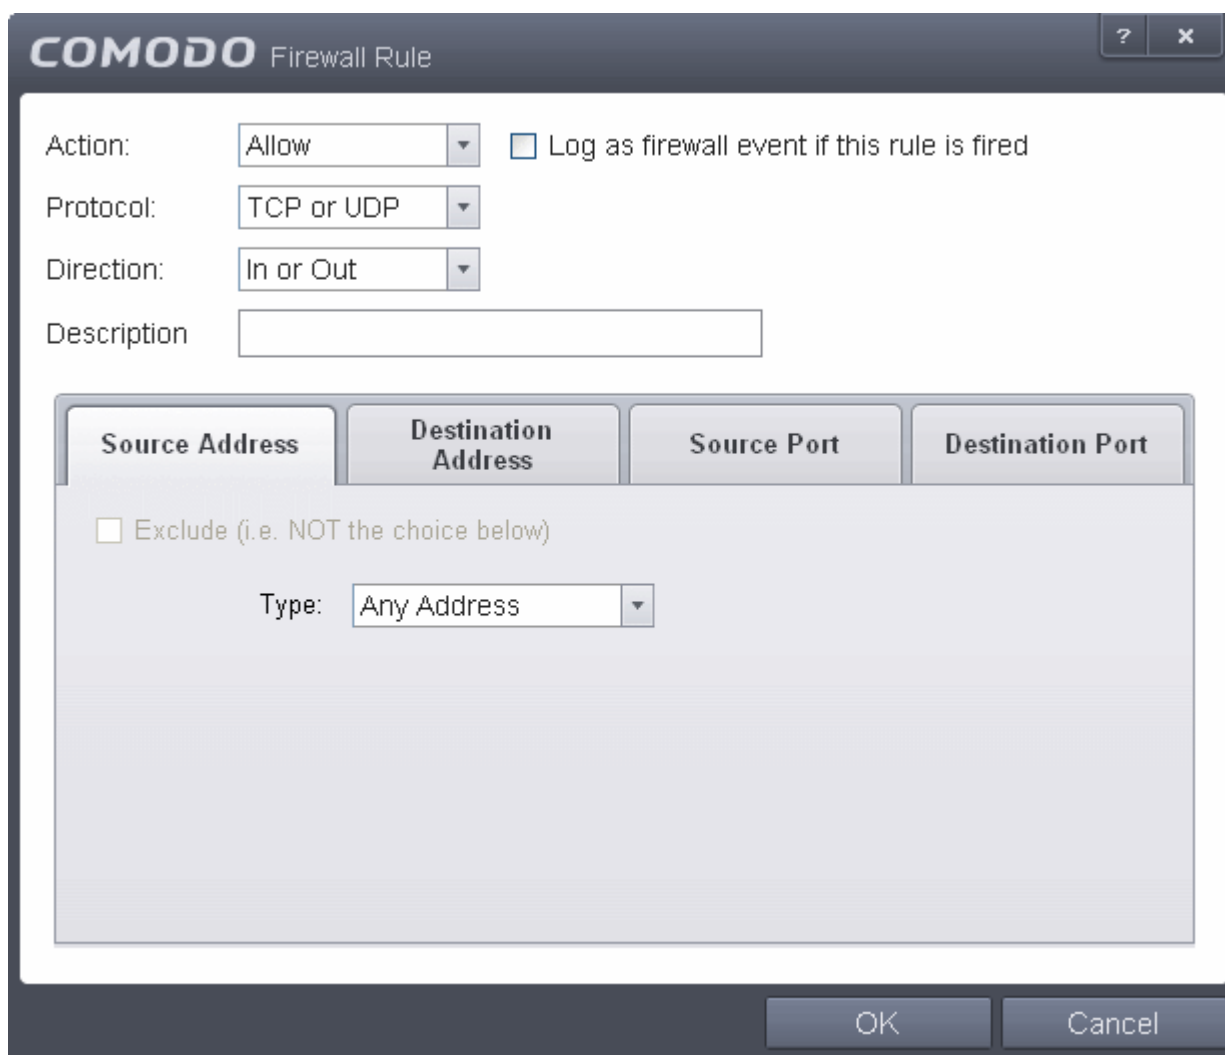 COMODO Firewall Rule
? x
Action: Allow Log as firewall event if this rule is fired
Protocol: TCP or UDP
Direction: In or Out
Description
Source Address
Destination
Address
Source Port
Destination Port
Exclude (i.e. NOT the choice below)
Type: Any Address
OK Cancel